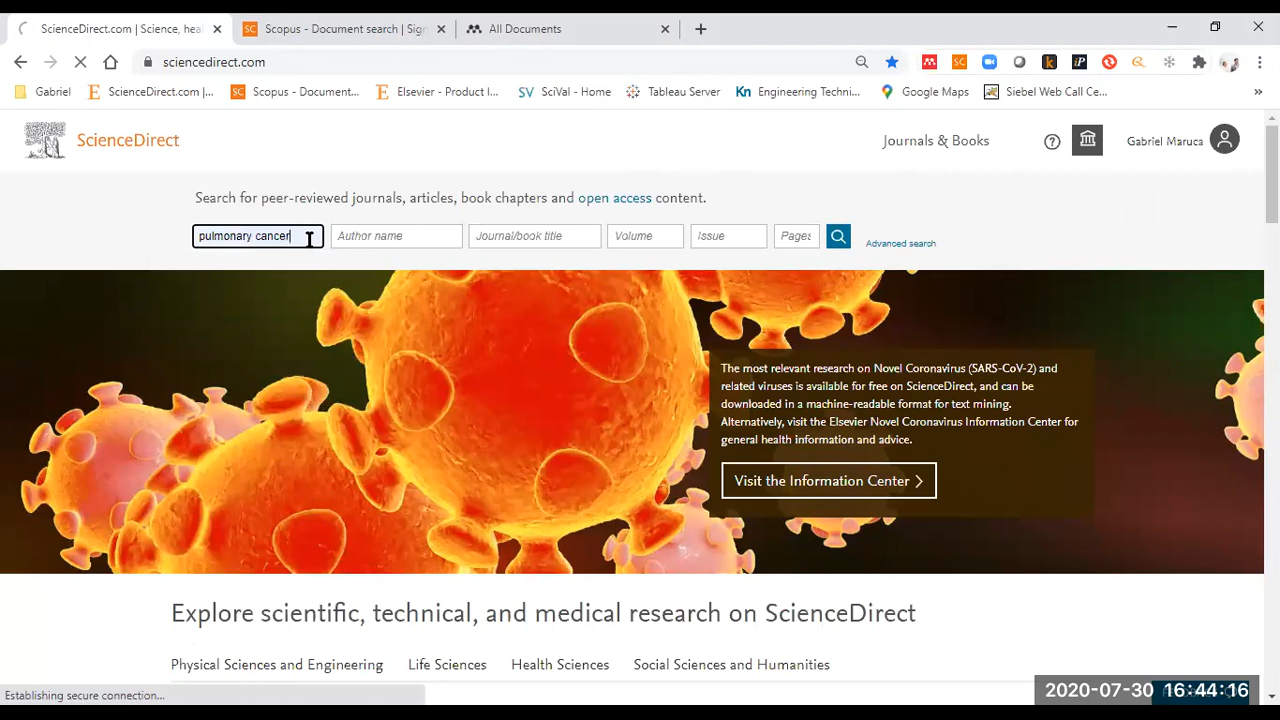 ScienceDirect.com | Science, hea
Scopus - Document search | Sign
All Documents
sciencedirect.com
Gabriel
ScienceDirect.com |...
Scopus - Document...
Elsevier - Product I...
SciVal - Home
Tableau Server
Engineering Techni...
Google Maps
Siebel Web Call Ce...
ScienceDirect
Journals & Books
Gabriel Maruca
Search for peer-reviewed journals, articles, book chapters and open access content.
pulmonary cancer
Author name
Journal/book title
Volume
Issue
Pages
Advanced search
The most relevant research on Novel Coronavirus (SARS-CoV-2) and
related viruses is available for free on ScienceDirect, and can be
downloaded in a machine-readable format for text mining.
Alternatively, visit the Elsevier Novel Coronavirus Information Center for
general health information and advice.
Visit the Information Center
Explore scientific, technical, and medical research on ScienceDirect
Physical Sciences and Engineering
Life Sciences
Health Sciences
Social Sciences and Humanities
Establishing secure connection...
2020-07-30 16:44:16